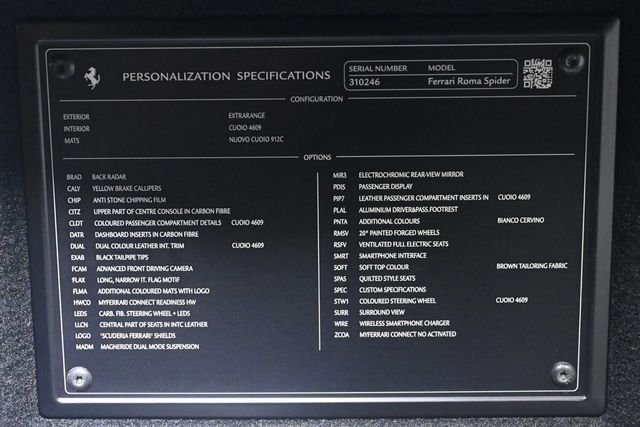 PERSONALIZATION SPECIFICATIONS
SERIAL NUMBER MODEL
310246 Ferrari Roma Spider
CONFIGURATION
EXTERIOR EXTRARANGE
INTERIOR CUOIO 4609
MATS NUOVO CUOIO 912C
OPTIONS
BRAD BACK RADAR
CALY YELLOW BRAKE CALLIPERS
CHIP ANTI STONE CHIPPING FILM
CITZ UPPER PART OF CENTRE CONSOLE IN CARBON FIBRE
CLDT COLOURED PASSENGER COMPARTMENT DETAILS CUOIO 4609
DATR DASHBOARD INSERTS IN CARBON FIBRE
DUAL DUAL COLOUR LEATHER INT. TRIM CUOIO 4609
EXAB BLACK TAILPIPE TIPS
FCAM ADVANCED FRONT DRIVING CAMERA
FLAX LONG, NARROW IT. FLAG MOTIF
FLMA ADDITIONAL COLOURED MATS WITH LOGO
HWCO MYFERRARI CONNECT READINESS HW
LEDS CARB. FIB. STEERING WHEEL + LEDS
LLCN CENTRAL PART OF SEATS IN INTC LEATHER
LOGO "SCUDERIA FERRARI" SHIELDS
MADM MAGNERIDE DUAL MODE SUSPENSION
MIR3 ELECTROCHROMIC REAR-VIEW MIRROR
PDIS PASSENGER DISPLAY
PIP7 LEATHER PASSENGER COMPARTMENT INSERTS IN CUOIO 4609
PLAL ALUMINIUM DRIVER&PASS.FOOTREST
PNTA ADDITIONAL COLOURS BIANCO CERVINO
RMSV 20" PAINTED FORGED WHEELS
RSFV VENTILATED FULL ELECTRIC SEATS
SMRT SMARTPHONE INTERFACE
SOFT SOFT TOP COLOUR BROWN TAILORING FABRIC
SPAS QUILTED STYLE SEATS
SPEC CUSTOM SPECIFICATIONS
STW1 COLOURED STEERING WHEEL CUOIO 4609
SURR SURROUND VIEW
WIRE WIRELESS SMARTPHONE CHARGER
ZCOA MYFERRARI CONNECT NO ACTIVATED